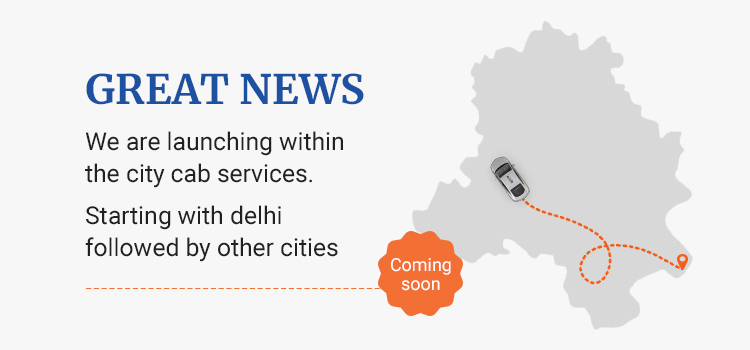 GREAT NEWS
We are launching within
the city cab services.
Starting with delhi
followed by other cities
Coming
soon